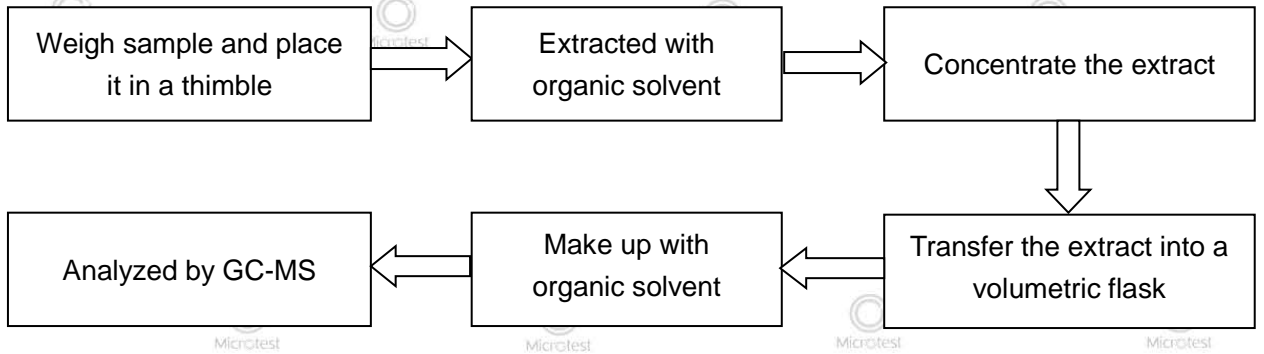 Weigh sample and place
it in a thimble
Extracted with
organic solvent
Concentrate the extract
Transfer the extract into a
volumetric flask
Make up with
organic solvent
Analyzed by GC-MS
Microtest
Microtest
Microtest
Microtest